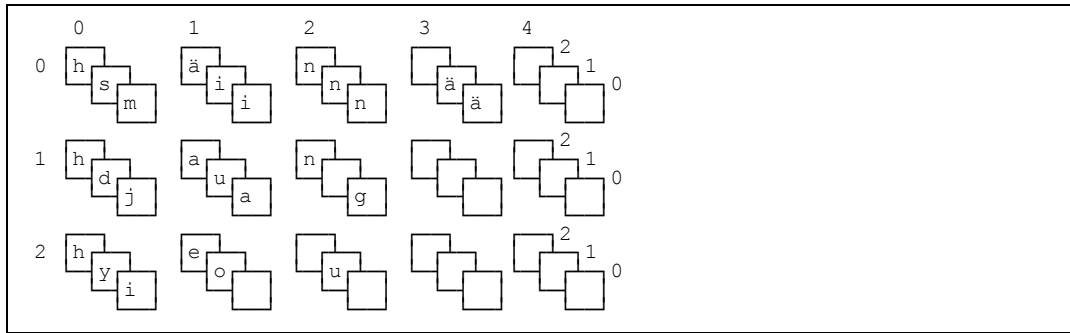 0 1 2 3 4
0 h ä n 2
s i n ä 1
m i n ä 0
1 h a n 2
d u 1
j a g 0
2 h e 2
y o u 1
i 0